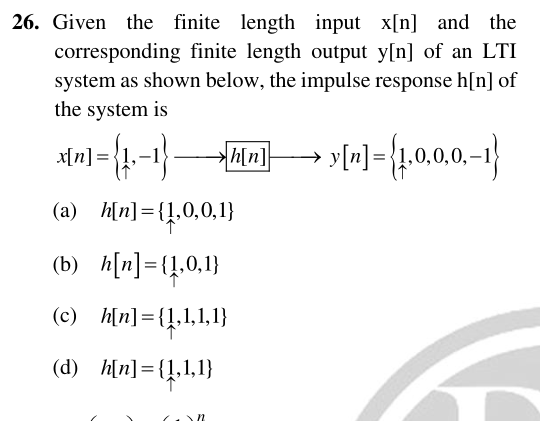 26. Given the finite length input x[n] and the
corresponding finite length output y[n] of an LTI
system as shown below, the impulse response h[n] of
the system is
x[n] = {1, −1} ⟶ h[n] ⟶ y[n] = {1, 0, 0, 0, −1}
↑ ↑
(a) h[n] = {1, 0, 0, 1}
↑
(b) h[n] = {1, 0, 1}
↑
(c) h[n] = {1, 1, 1, 1}
↑
(d) h[n] = {1, 1, 1}
↑